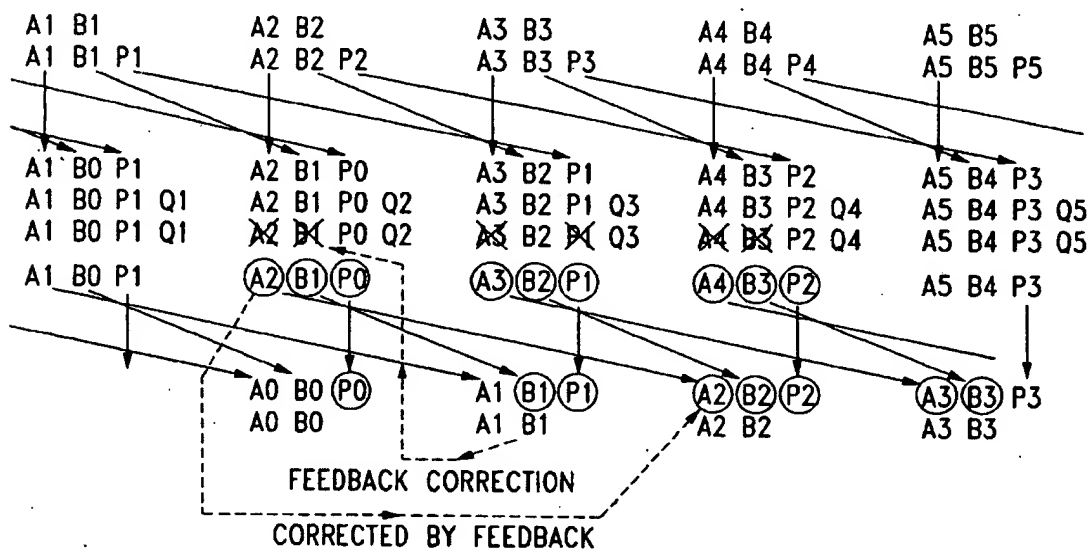 A1 B1 A2 B2 A3 B3 A4 B4 A5 B5
A1 B1 P1 A2 B2 P2 A3 B3 P3 A4 B4 P4 A5 B5 P5
A1 B0 P1 A2 B1 P0 A3 B2 P1 A4 B3 P2 A5 B4 P3
A1 B0 P1 Q1 A2 B1 P0 Q2 A3 B2 P1 Q3 A4 B3 P2 Q4 A5 B4 P3 Q5
A1 B0 P1 Q1 A2 B1 P0 Q2 A3 B2 P1 Q3 A4 B3 P2 Q4 A5 B4 P3 Q5
A1 B0 P1 A2 B1 P0 A3 B2 P1 A4 B3 P2 A5 B4 P3
A0 B0 P0 A1 B1 P1 A2 B2 P2 A3 B3 P3
A0 B0 A1 B1 A2 B2 A3 B3
FEEDBACK CORRECTION
CORRECTED BY FEEDBACK